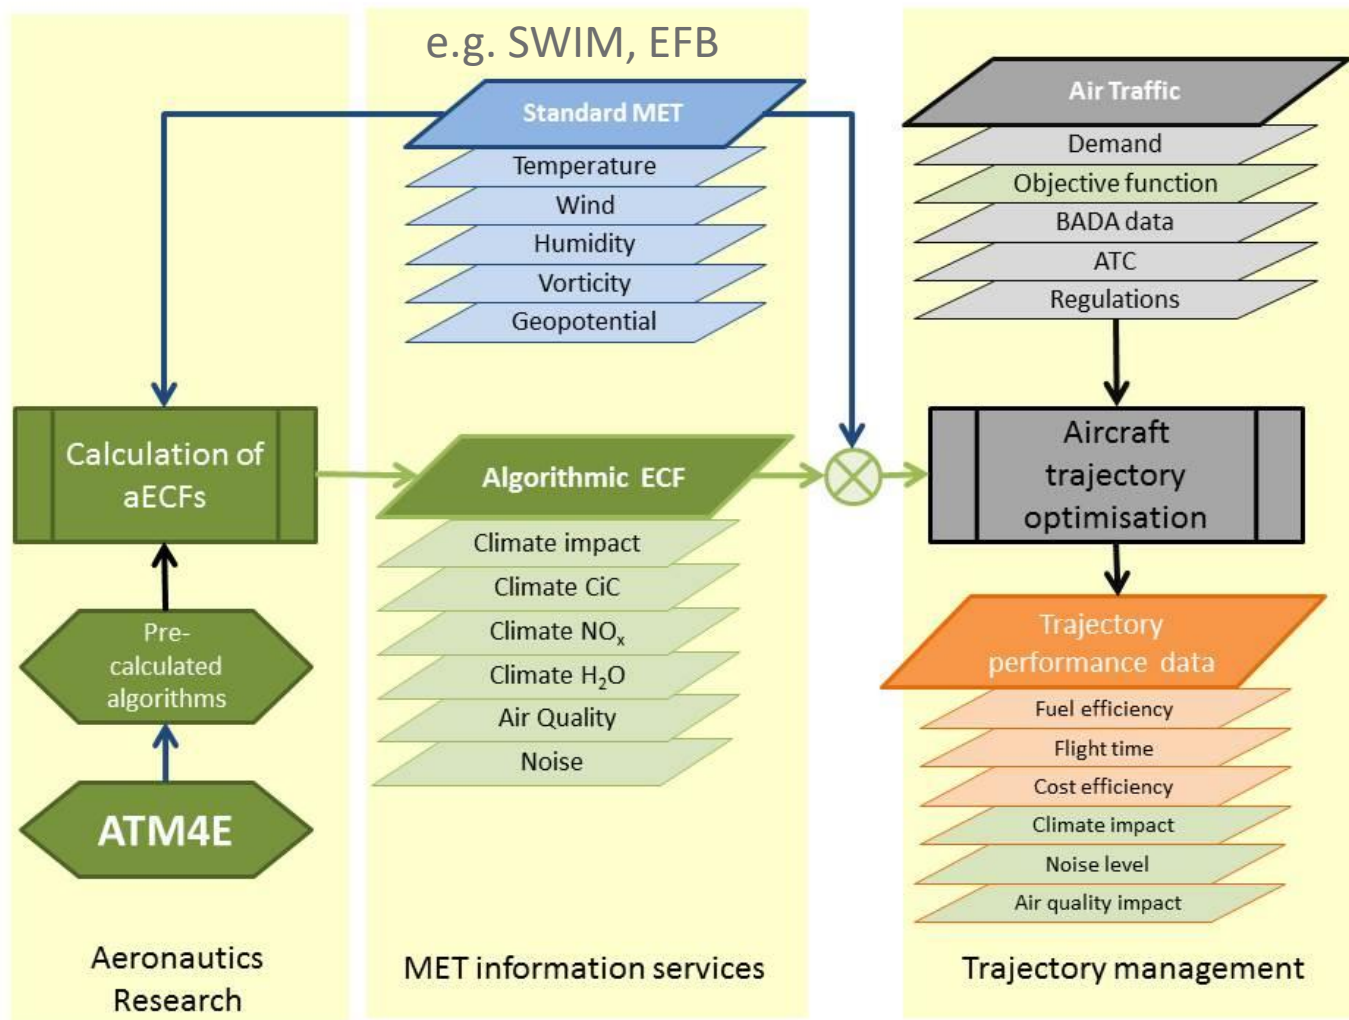 e.g. SWIM, EFB
Standard MET
Temperature
Wind
Humidity
Vorticity
Geopotential
Air Traffic
Demand
Objective function
BADA data
ATC
Regulations
Calculation of
aECFs
Algorithmic ECF
Climate impact
Climate CiC
Climate NOₓ
Climate H₂O
Air Quality
Noise
Aircraft
trajectory
optimisation
Pre-
calculated
algorithms
ATM4E
Trajectory
performance data
Fuel efficiency
Flight time
Cost efficiency
Climate impact
Noise level
Air quality impact
Aeronautics
Research
MET information services
Trajectory management